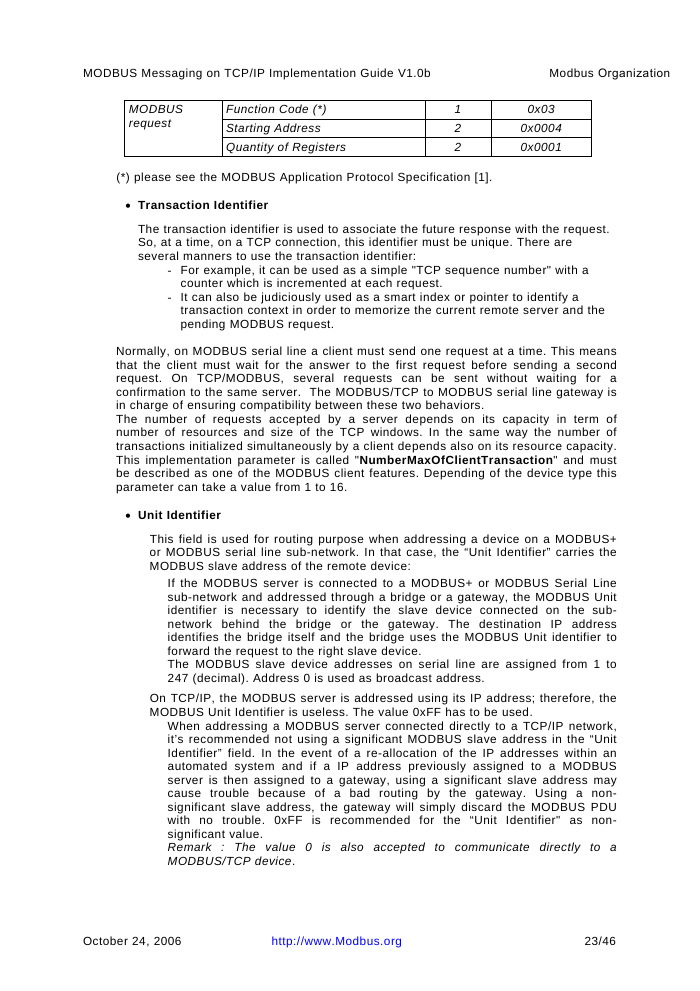 MODBUS Messaging on TCP/IP Implementation Guide V1.0b Modbus Organization
MODBUS request Function Code (*) 1 0x03
Starting Address 2 0x0004
Quantity of Registers 2 0x0001
(*) please see the MODBUS Application Protocol Specification [1].
• Transaction Identifier
The transaction identifier is used to associate the future response with the request.
So, at a time, on a TCP connection, this identifier must be unique. There are
several manners to use the transaction identifier:
- For example, it can be used as a simple "TCP sequence number" with a
counter which is incremented at each request.
- It can also be judiciously used as a smart index or pointer to identify a
transaction context in order to memorize the current remote server and the
pending MODBUS request.
Normally, on MODBUS serial line a client must send one request at a time. This means
that the client must wait for the answer to the first request before sending a second
request. On TCP/MODBUS, several requests can be sent without waiting for a
confirmation to the same server. The MODBUS/TCP to MODBUS serial line gateway is
in charge of ensuring compatibility between these two behaviors.
The number of requests accepted by a server depends on its capacity in term of
number of resources and size of the TCP windows. In the same way the number of
transactions initialized simultaneously by a client depends also on its resource capacity.
This implementation parameter is called "NumberMaxOfClientTransaction" and must
be described as one of the MODBUS client features. Depending of the device type this
parameter can take a value from 1 to 16.
• Unit Identifier
This field is used for routing purpose when addressing a device on a MODBUS+
or MODBUS serial line sub-network. In that case, the “Unit Identifier” carries the
MODBUS slave address of the remote device:
If the MODBUS server is connected to a MODBUS+ or MODBUS Serial Line
sub-network and addressed through a bridge or a gateway, the MODBUS Unit
identifier is necessary to identify the slave device connected on the sub-
network behind the bridge or the gateway. The destination IP address
identifies the bridge itself and the bridge uses the MODBUS Unit identifier to
forward the request to the right slave device.
The MODBUS slave device addresses on serial line are assigned from 1 to
247 (decimal). Address 0 is used as broadcast address.
On TCP/IP, the MODBUS server is addressed using its IP address; therefore, the
MODBUS Unit Identifier is useless. The value 0xFF has to be used.
When addressing a MODBUS server connected directly to a TCP/IP network,
it’s recommended not using a significant MODBUS slave address in the “Unit
Identifier” field. In the event of a re-allocation of the IP addresses within an
automated system and if a IP address previously assigned to a MODBUS
server is then assigned to a gateway, using a significant slave address may
cause trouble because of a bad routing by the gateway. Using a non-
significant slave address, the gateway will simply discard the MODBUS PDU
with no trouble. 0xFF is recommended for the “Unit Identifier" as non-
significant value.
Remark : The value 0 is also accepted to communicate directly to a
MODBUS/TCP device.
October 24, 2006 http://www.Modbus.org 23/46